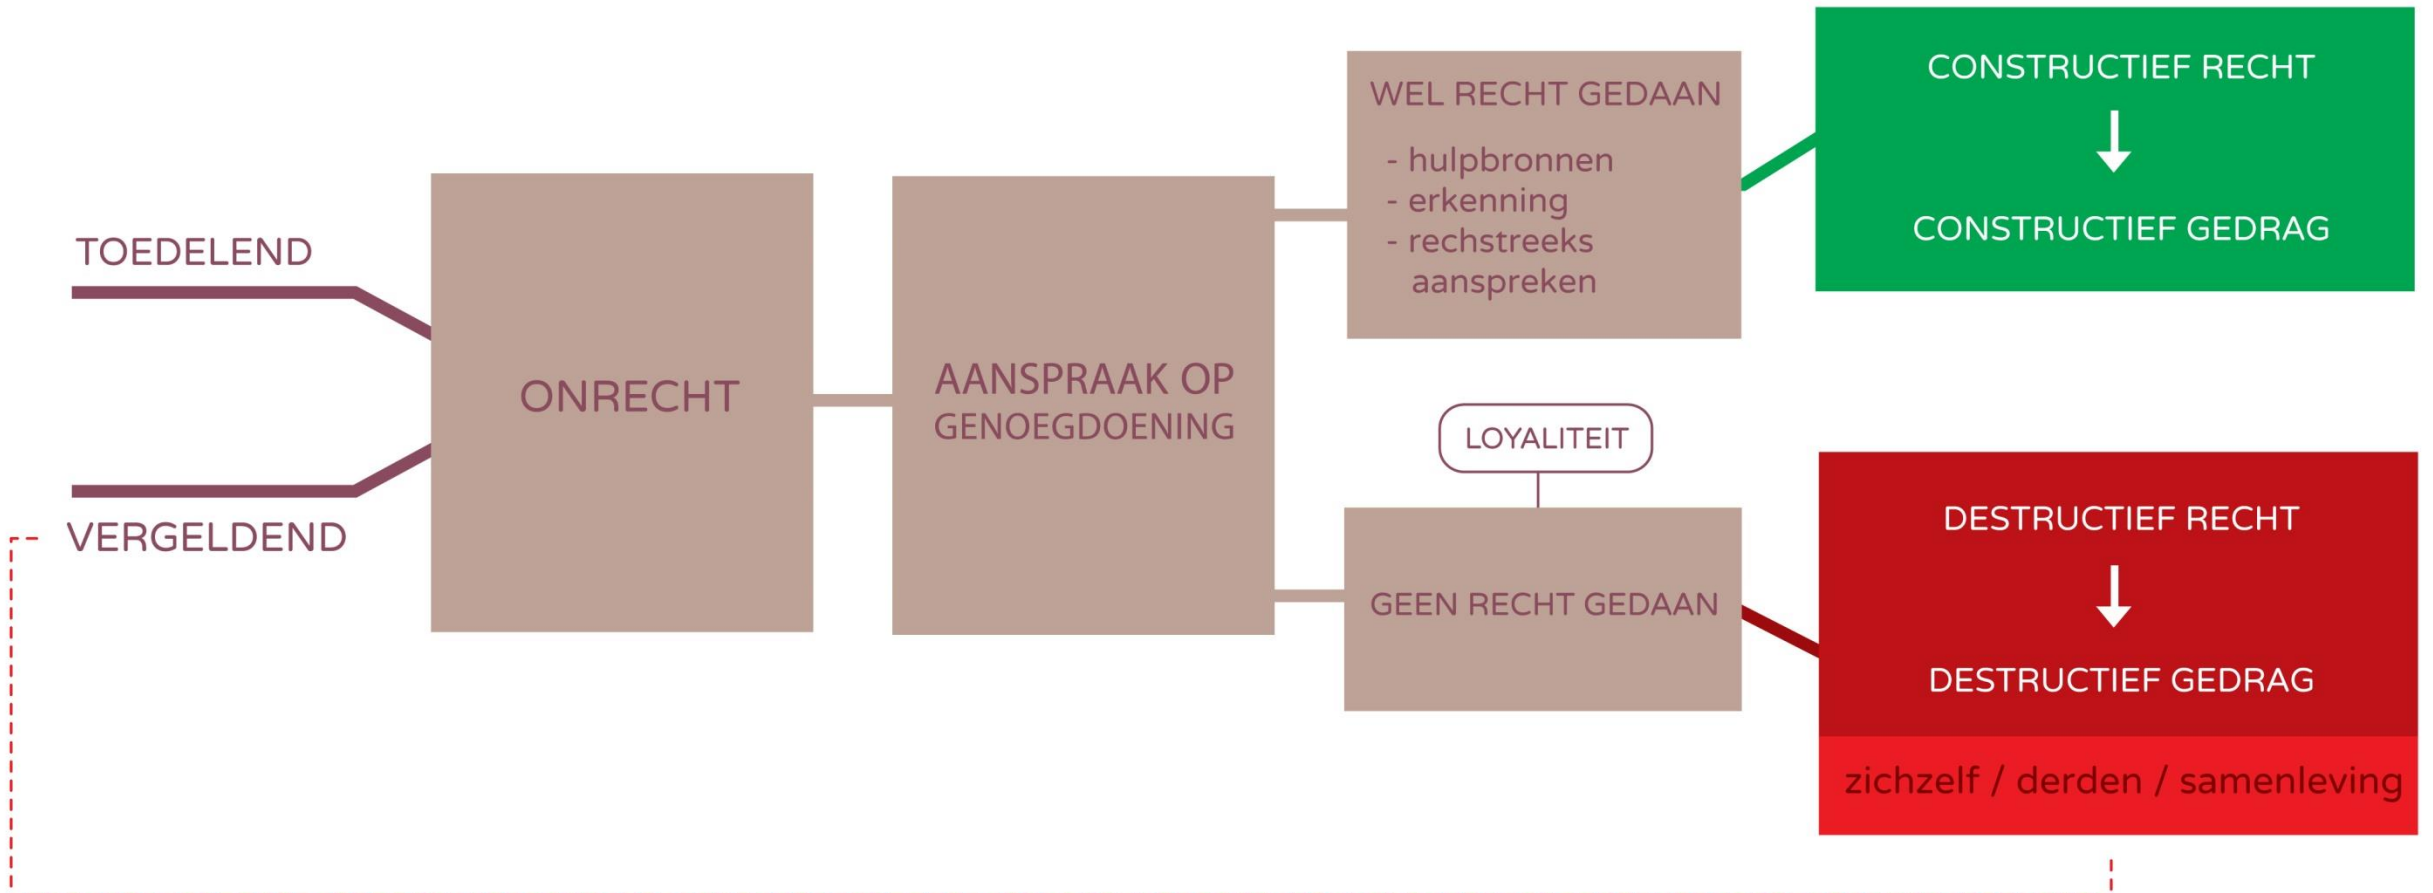 TOEDELEND
VERGELDEND
ONRECHT
AANSPRAAK OP
GENOEGDOENING
WEL RECHT GEDAAN
- hulpbronnen
- erkenning
- rechstreeks
aanspreken
CONSTRUCTIEF RECHT
CONSTRUCTIEF GEDRAG
LOYALITEIT
GEEN RECHT GEDAAN
DESTRUCTIEF RECHT
DESTRUCTIEF GEDRAG
zichzelf / derden / samenleving